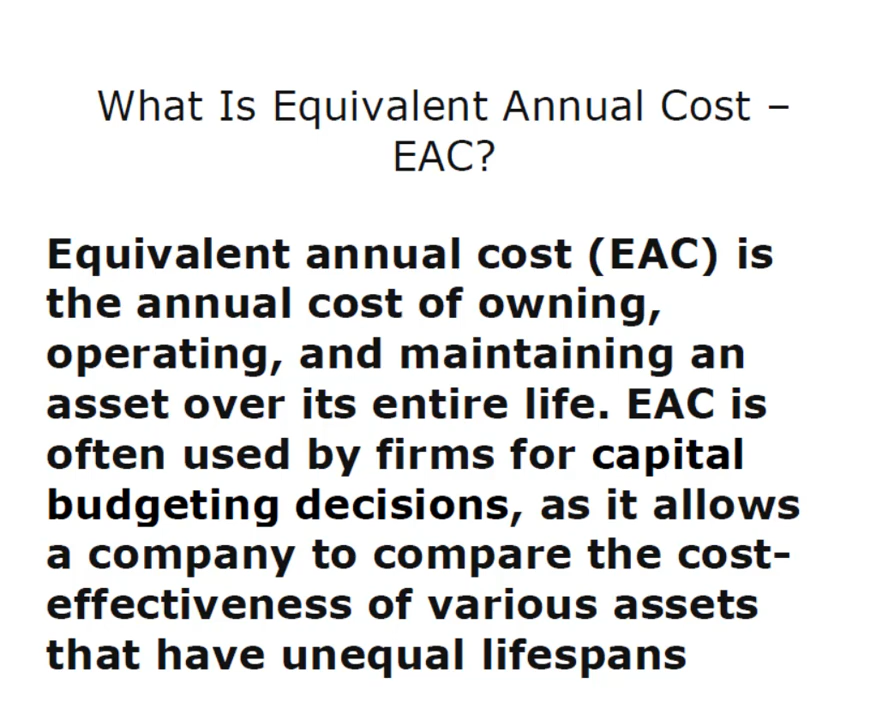 What Is Equivalent Annual Cost –
EAC?
Equivalent annual cost (EAC) is
the annual cost of owning,
operating, and maintaining an
asset over its entire life. EAC is
often used by firms for capital
budgeting decisions, as it allows
a company to compare the cost-
effectiveness of various assets
that have unequal lifespans